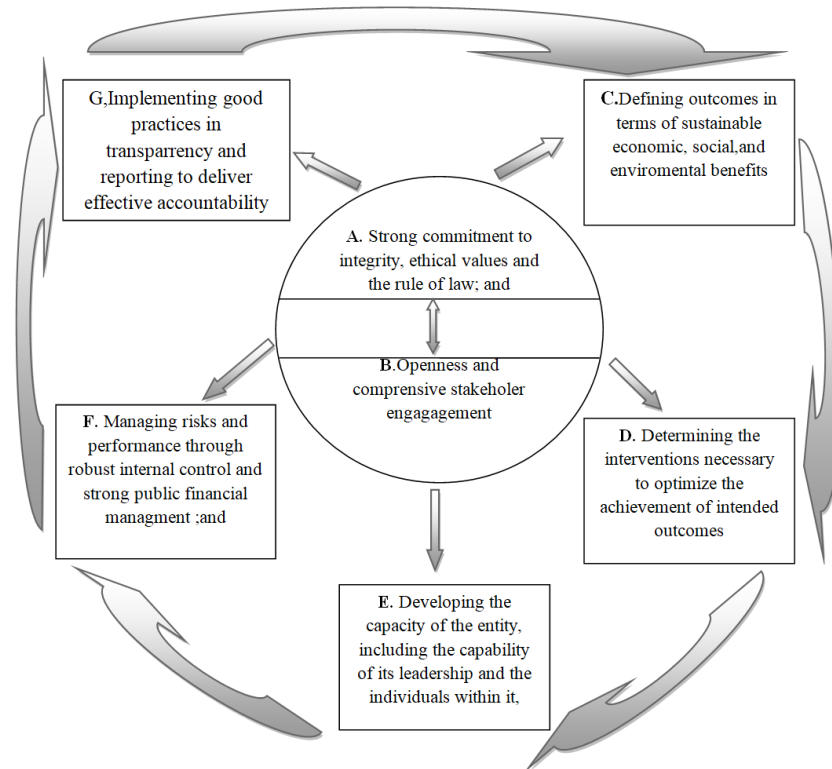 G,Implementing good
practices in
transparrency and
reporting to deliver
effective accountability
C.Defining outcomes in
terms of sustainable
economic, social,and
enviromental benefits
A. Strong commitment to
integrity, ethical values and
the rule of law; and
B.Openness and
comprensive stakeholer
engagagement
F. Managing risks and
performance through
robust internal control and
strong public financial
managment ;and
D. Determining the
interventions necessary
to optimize the
achievement of intended
outcomes
E. Developing the
capacity of the entity,
including the capability
of its leadership and the
individuals within it,